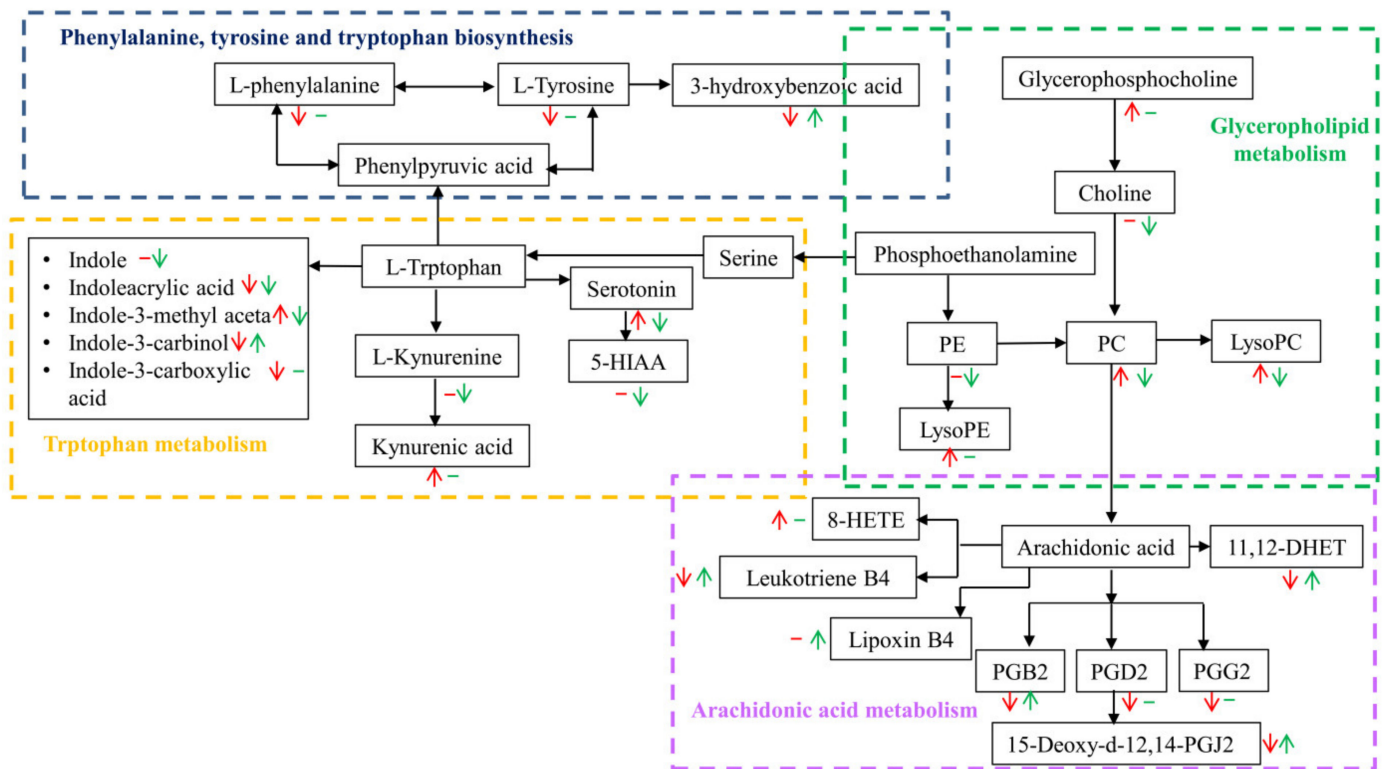 Phenylalanine, tyrosine and tryptophan biosynthesis
L-phenylalanine
L-Tyrosine
3-hydroxybenzoic acid
Phenylpyruvic acid
Glycerophosphocholine
Glyceropholipid
metabolism
Choline
Phosphoethanolamine
Serine
PE
PC
LysoPC
LysoPE
L-Trptophan
Serotonin
5-HIAA
L-Kynurenine
Kynurenic acid
• Indole
• Indoleacrylic acid
• Indole-3-methyl aceta
• Indole-3-carbinol
• Indole-3-carboxylic
acid
Trptophan metabolism
8-HETE
Arachidonic acid
11,12-DHET
Leukotriene B4
Lipoxin B4
PGB2
PGD2
PGG2
Arachidonic acid metabolism
15-Deoxy-d-12,14-PGJ2